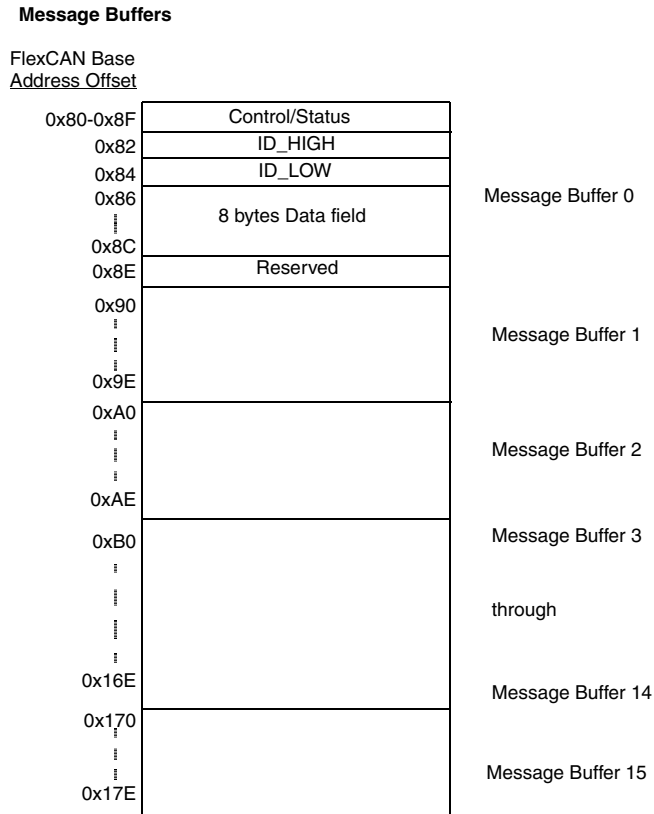 Message Buffers
FlexCAN Base
Address Offset
0x80-0x8F Control/Status
0x82 ID_HIGH
0x84 ID_LOW
0x86
8 bytes Data field
Message Buffer 0
0x8C
0x8E Reserved
0x90
Message Buffer 1
0x9E
0xA0
Message Buffer 2
0xAE
0xB0
Message Buffer 3
through
0x16E
Message Buffer 14
0x170
Message Buffer 15
0x17E